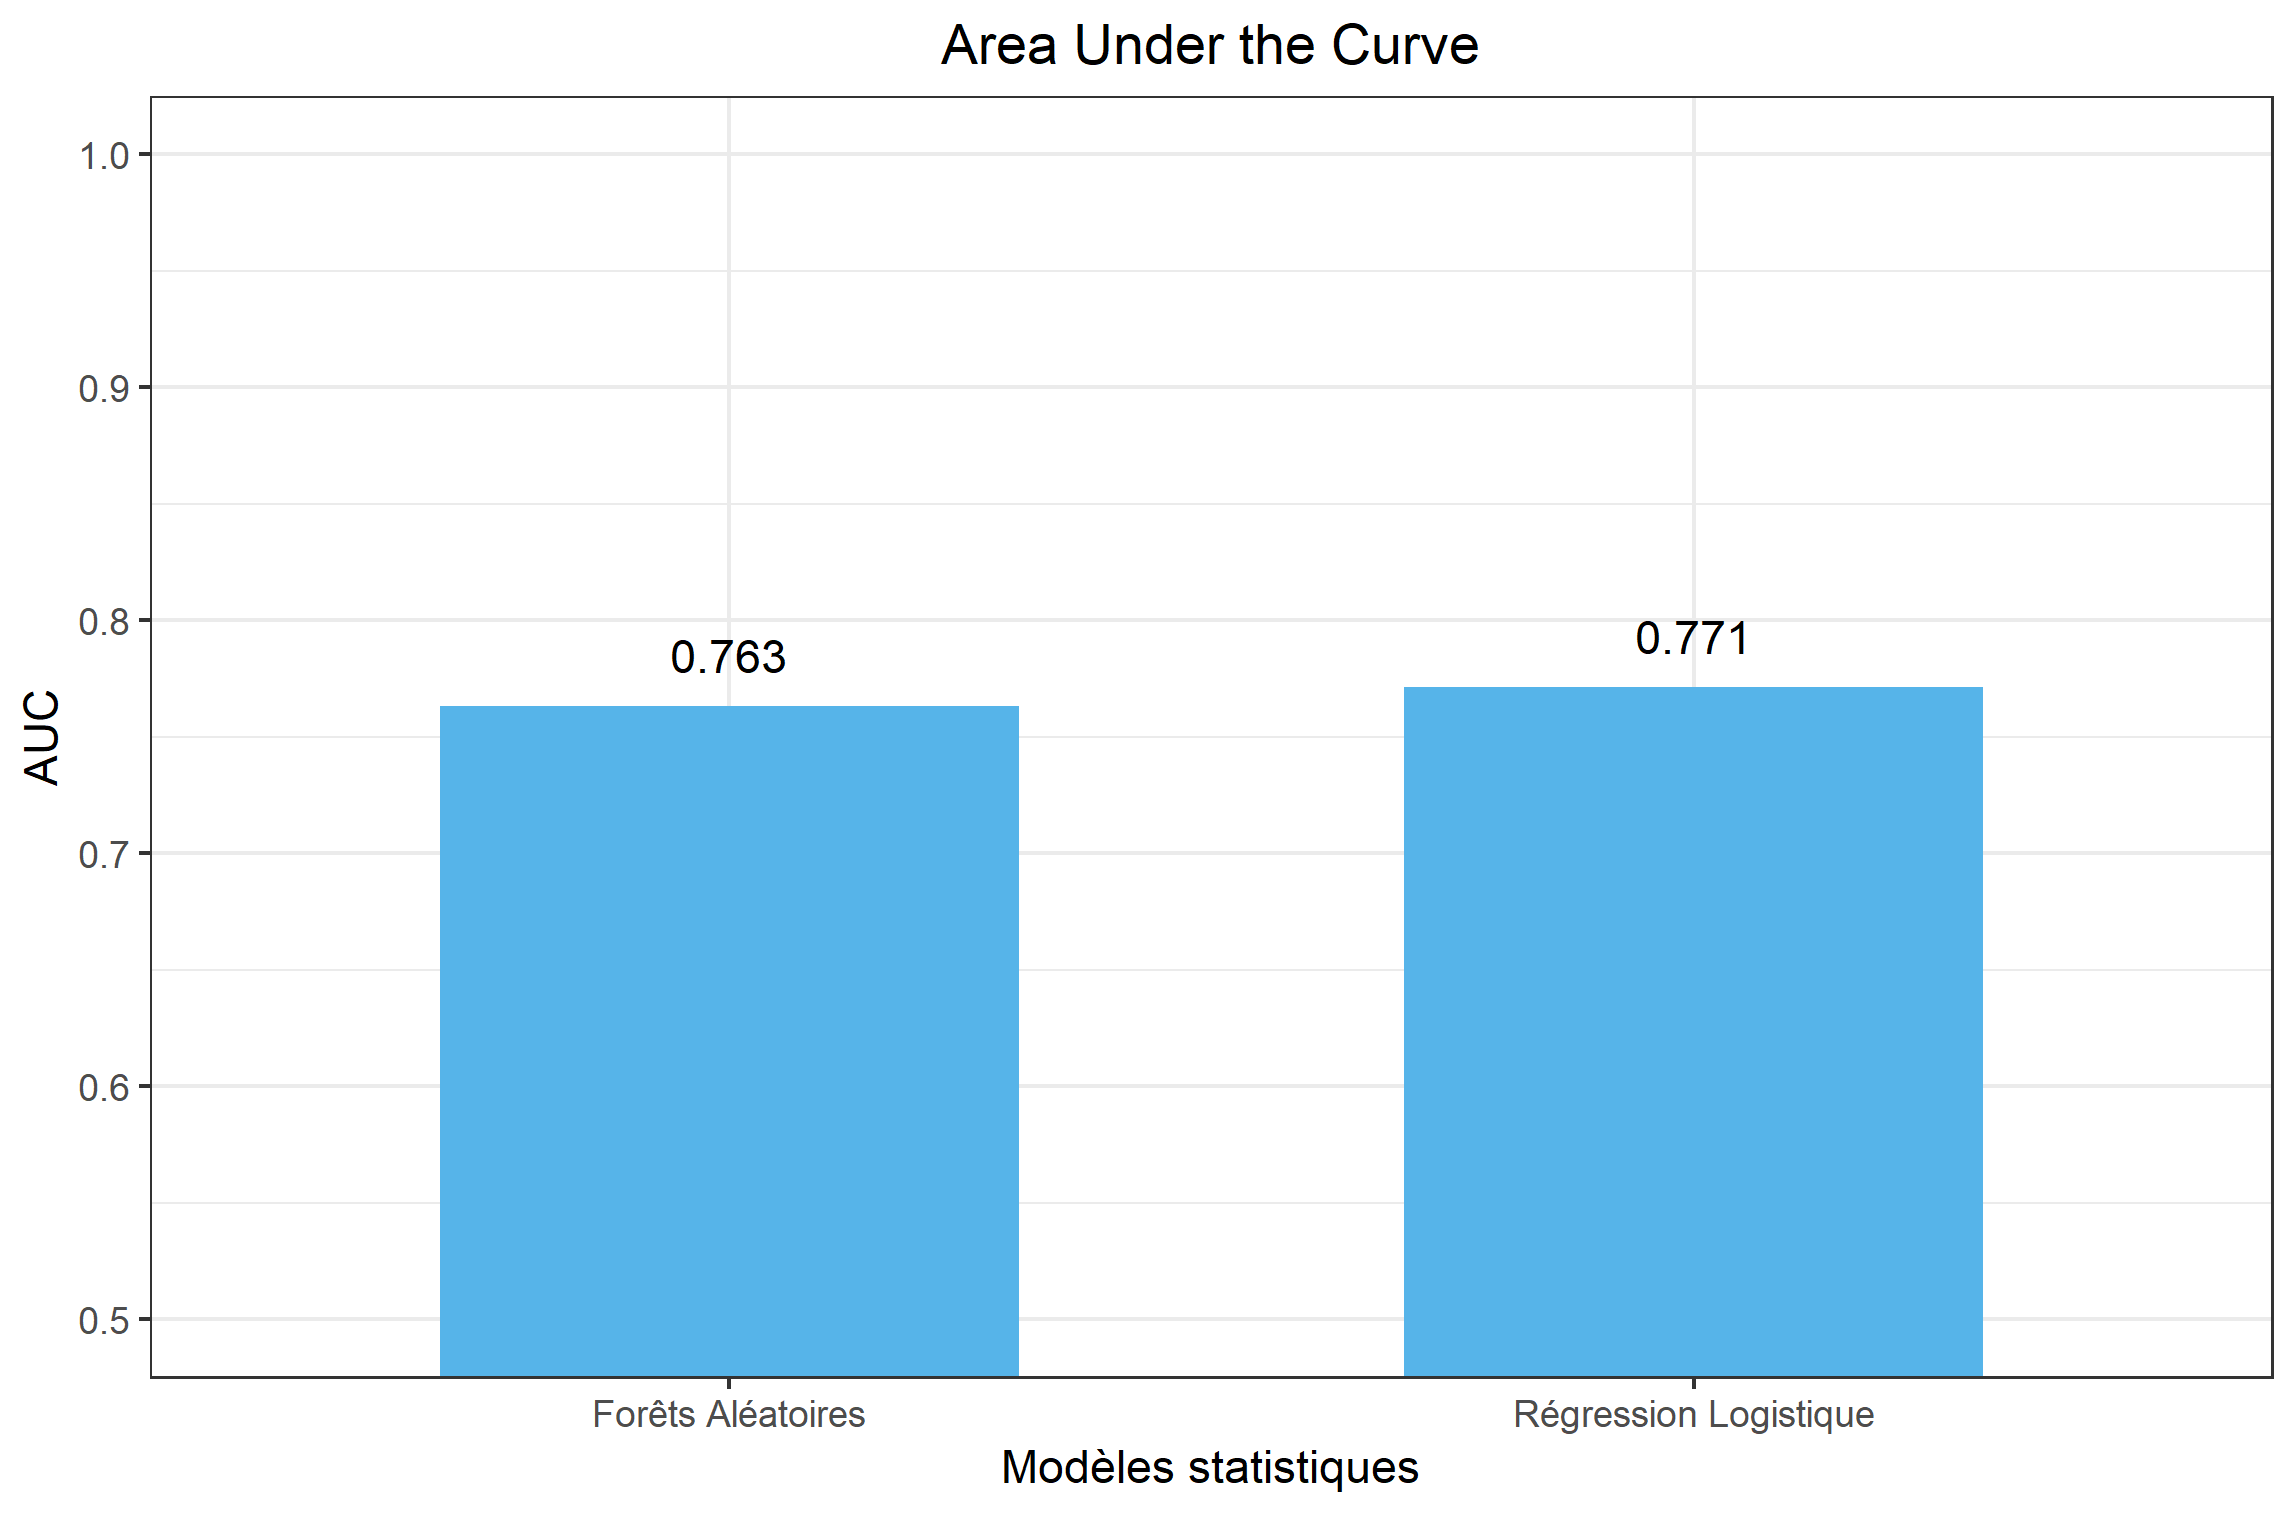 Area Under the Curve
1.0
0.9
0.8
0.7
0.6
0.5
AUC
0.763
0.771
Forêts Aléatoires
Régression Logistique
Modèles statistiques